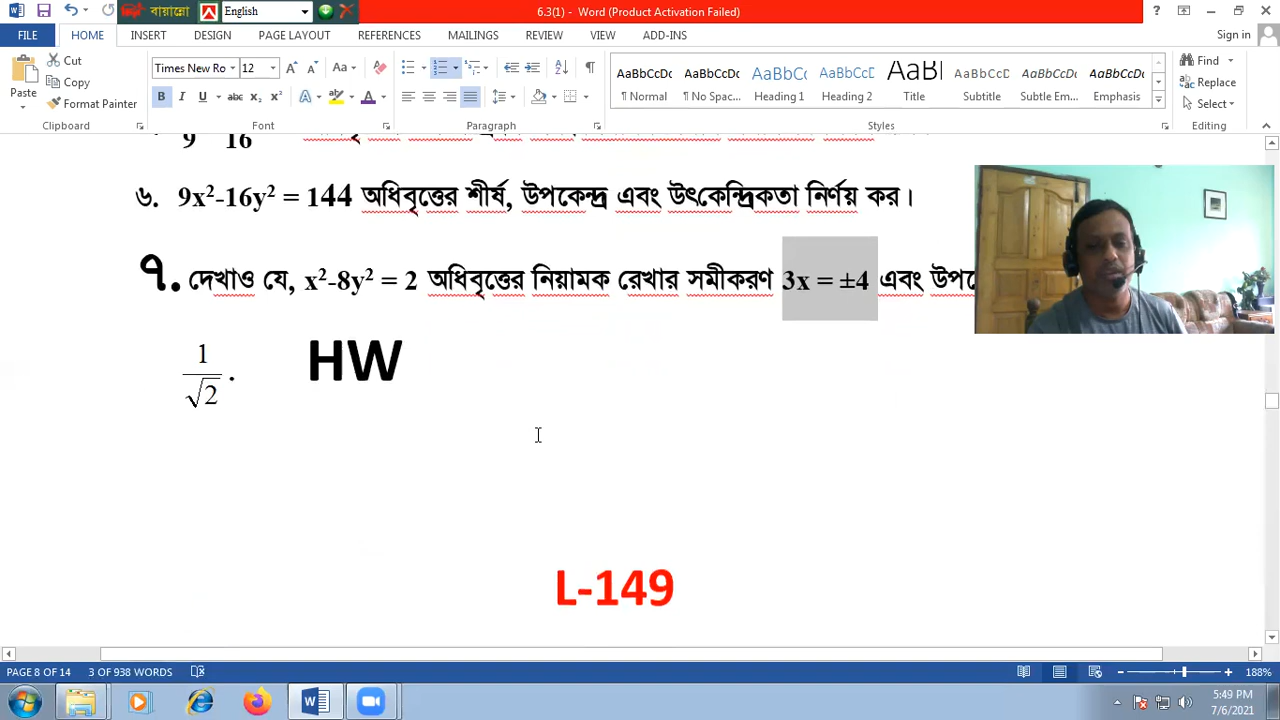 বায়ান্নো English 6.3(1) - Word (Product Activation Failed)
FILE HOME INSERT DESIGN PAGE LAYOUT REFERENCES MAILINGS REVIEW VIEW ADD-INS Sign in
Paste Cut Copy Format Painter
Times New Ro 12
AaBbCcDc AaBbCcDc AaBbCc AaBbCcD AaBl AaBbCcD AaBbCcDc AaBbCcDc
¶ Normal ¶ No Spac... Heading 1 Heading 2 Title Subtitle Subtle Em... Emphasis
Find Replace Select
Clipboard Font Paragraph Styles Editing
9 16
৬. 9x²-16y² = 144 অধিবৃত্তের শীর্ষ, উপকেন্দ্র এবং উৎকেন্দ্রিকতা নির্ণয় কর।
৭. দেখাও যে, x²-8y² = 2 অধিবৃত্তের নিয়ামক রেখার সমীকরণ 3x = ±4 এবং
1/√2 . HW
L-149
PAGE 8 OF 14 3 OF 938 WORDS 188%
5:49 PM
7/6/2021